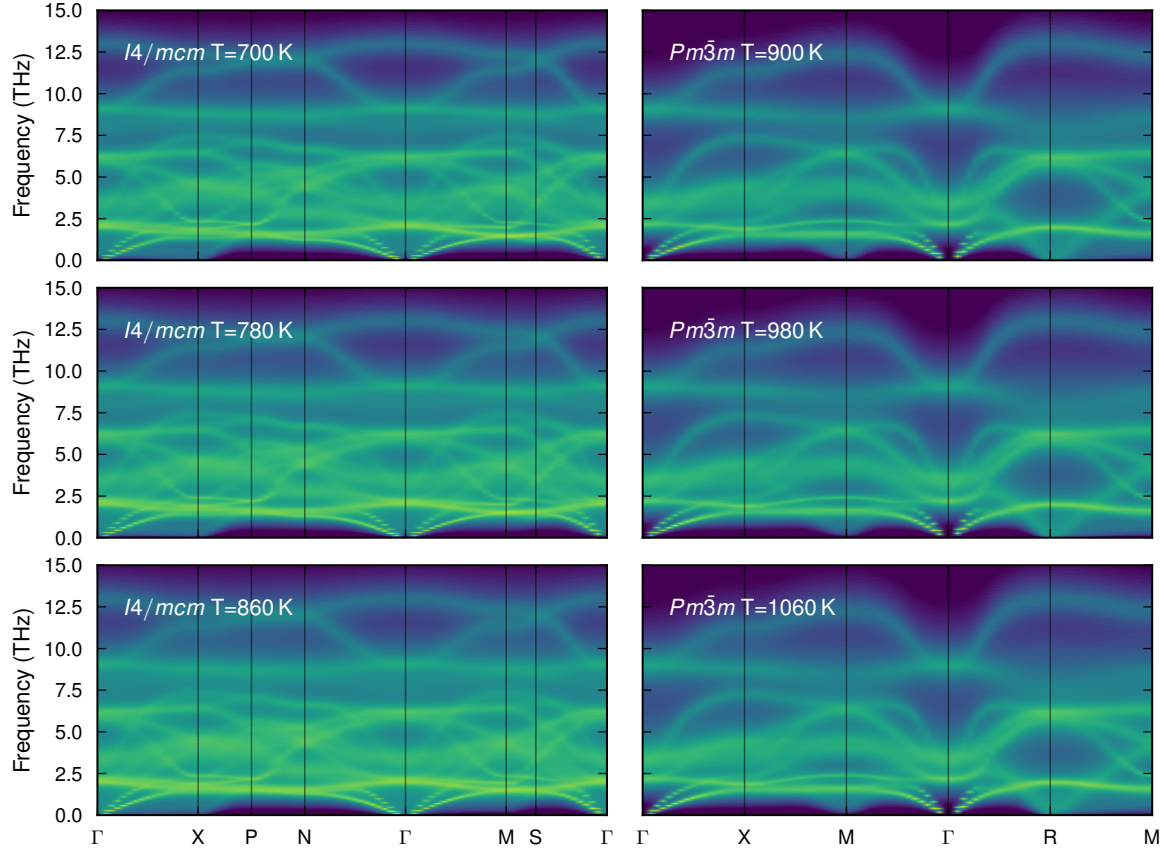 15.0
12.5
10.0
7.5
5.0
2.5
0.0
Frequency (THz)
I4/mcm T=700 K
Pm3̄m T=900 K
15.0
12.5
10.0
7.5
5.0
2.5
0.0
Frequency (THz)
I4/mcm T=780 K
Pm3̄m T=980 K
15.0
12.5
10.0
7.5
5.0
2.5
0.0
Frequency (THz)
I4/mcm T=860 K
Pm3̄m T=1060 K
Γ X P N Γ M S Γ
Γ X M Γ R M